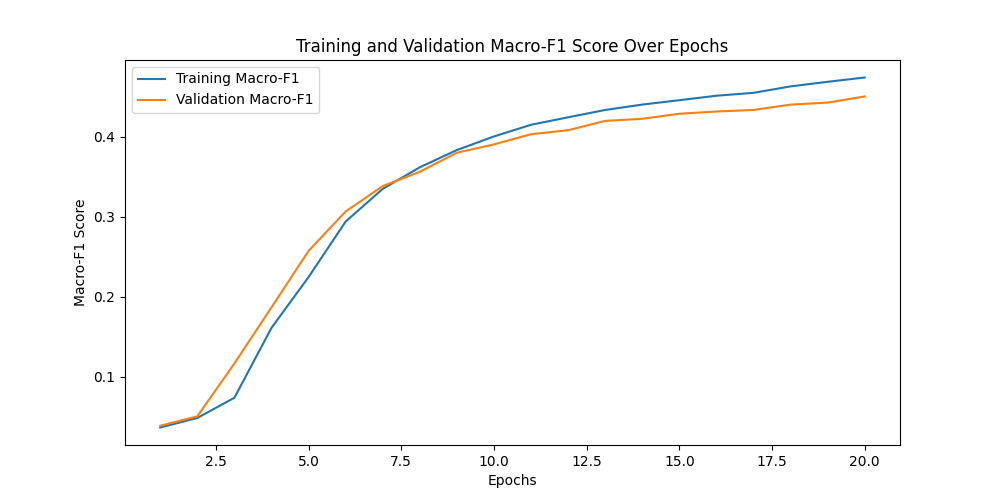 Training and Validation Macro-F1 Score Over Epochs
Training Macro-F1
Validation Macro-F1
Macro-F1 Score
0.4
0.3
0.2
0.1
2.5 5.0 7.5 10.0 12.5 15.0 17.5 20.0
Epochs